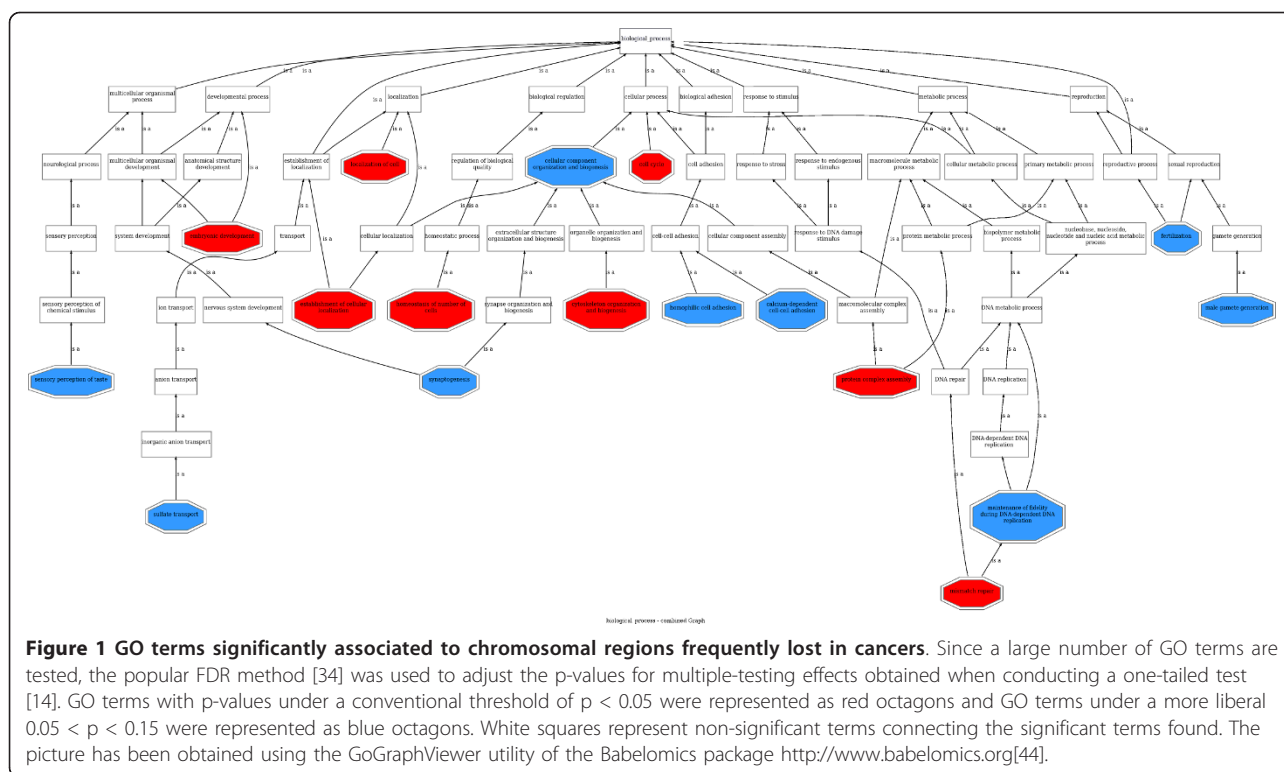 biological_process
is a is a is a is a is a is a is a is a is a is a
multicellular organismal
process
developmental process
localization
biological regulation
cellular process
biological adhesion
response to stimulus
metabolic process
reproduction
neurological process
multicellular organismal
development
anatomical structure
development
establishment of
localization
localization of cell
regulation of biological
quality
cellular component
organization and biogenesis
cell cycle
cell adhesion
response to stress
response to endogenous
stimulus
macromolecule metabolic
process
cellular metabolic process
primary metabolic process
reproductive process
sexual reproduction
sensory perception
system development
embryonic development
transport
cellular localization
homeostatic process
extracellular structure
organization and biogenesis
organelle organization and
biogenesis
cell-cell adhesion
cellular component assembly
response to DNA damage
stimulus
protein metabolic process
biopolymer metabolic
process
nucleobase, nucleoside,
nucleotide and nucleic acid metabolic
process
fertilization
gamete generation
sensory perception of
chemical stimulus
ion transport
nervous system development
establishment of cellular
localization
homeostasis of number of
cells
synapse organization and
biogenesis
cytoskeleton organization
and biogenesis
homophilic cell adhesion
calcium-dependent
cell-cell adhesion
macromolecular complex
assembly
DNA metabolic process
male gamete generation
sensory perception of taste
anion transport
synaptogenesis
protein complex assembly
DNA repair
DNA replication
inorganic anion transport
DNA-dependent DNA
replication
sulfate transport
maintenance of fidelity
during DNA-dependent DNA
replication
mismatch repair
biological_process - combined Graph
Figure 1 GO terms significantly associated to chromosomal regions frequently lost in cancers. Since a large number of GO terms are
tested, the popular FDR method [34] was used to adjust the p-values for multiple-testing effects obtained when conducting a one-tailed test
[14]. GO terms with p-values under a conventional threshold of p < 0.05 were represented as red octagons and GO terms under a more liberal
0.05 < p < 0.15 were represented as blue octagons. White squares represent non-significant terms connecting the significant terms found. The
picture has been obtained using the GoGraphViewer utility of the Babelomics package http://www.babelomics.org[44].